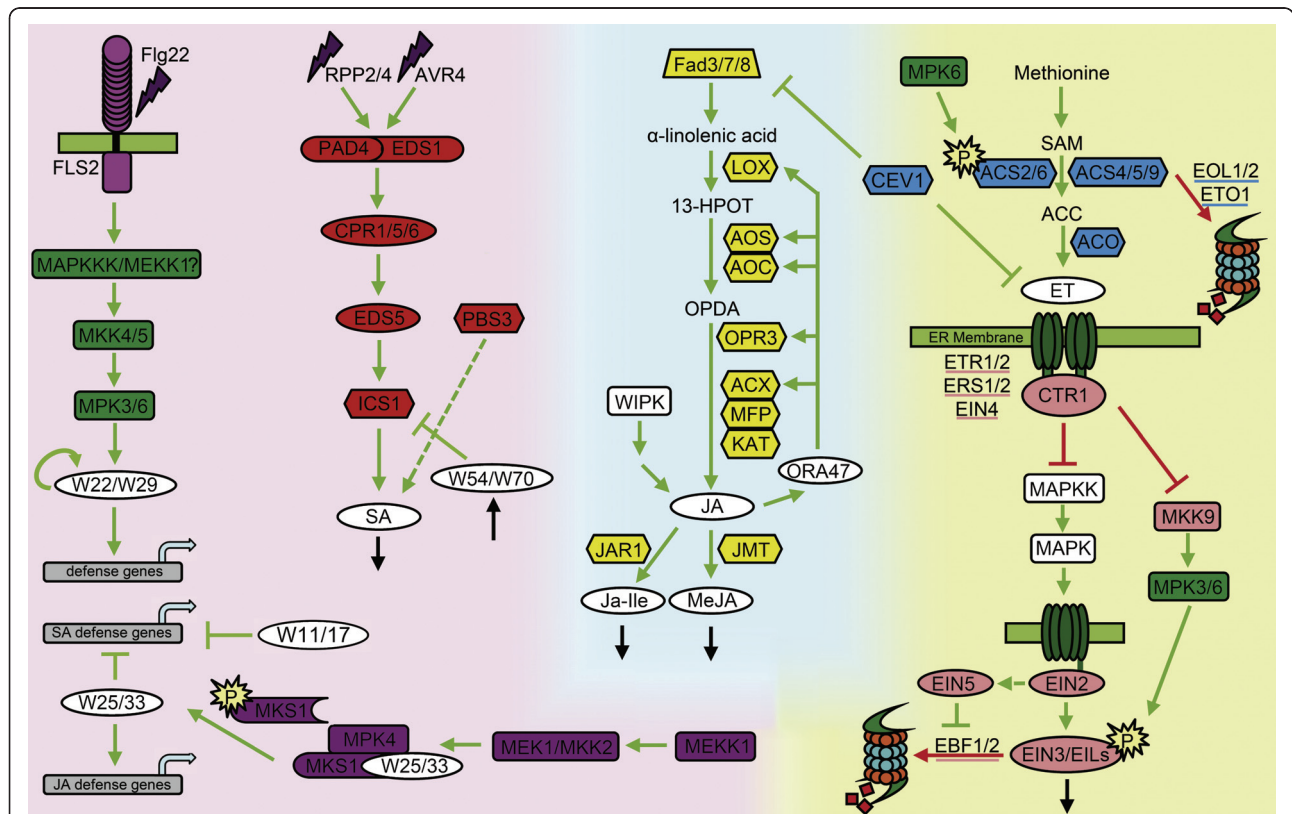 Flg22
FLS2
MAPKKK/MEKK1?
MKK4/5
MPK3/6
W22/W29
defense genes
SA defense genes
W11/17
W25/33
JA defense genes
P
MKS1
MPK4
MKS1
W25/33
MEK1/MKK2
MEKK1
RPP2/4
AVR4
PAD4
EDS1
CPR1/5/6
EDS5
PBS3
ICS1
W54/W70
SA
Fad3/7/8
α-linolenic acid
LOX
13-HPOT
AOS
AOC
OPDA
OPR3
ACX
MFP
KAT
WIPK
ORA47
JA
JAR1
JMT
Ja-Ile
MeJA
CEV1
MPK6
Methionine
P
SAM
ACS2/6
ACS4/5/9
EOL1/2
ETO1
ACC
ACO
ET
ER Membrane
ETR1/2
ERS1/2
EIN4
CTR1
MAPKK
MKK9
MAPK
MPK3/6
EIN5
EIN2
EBF1/2
EIN3/EILs
P